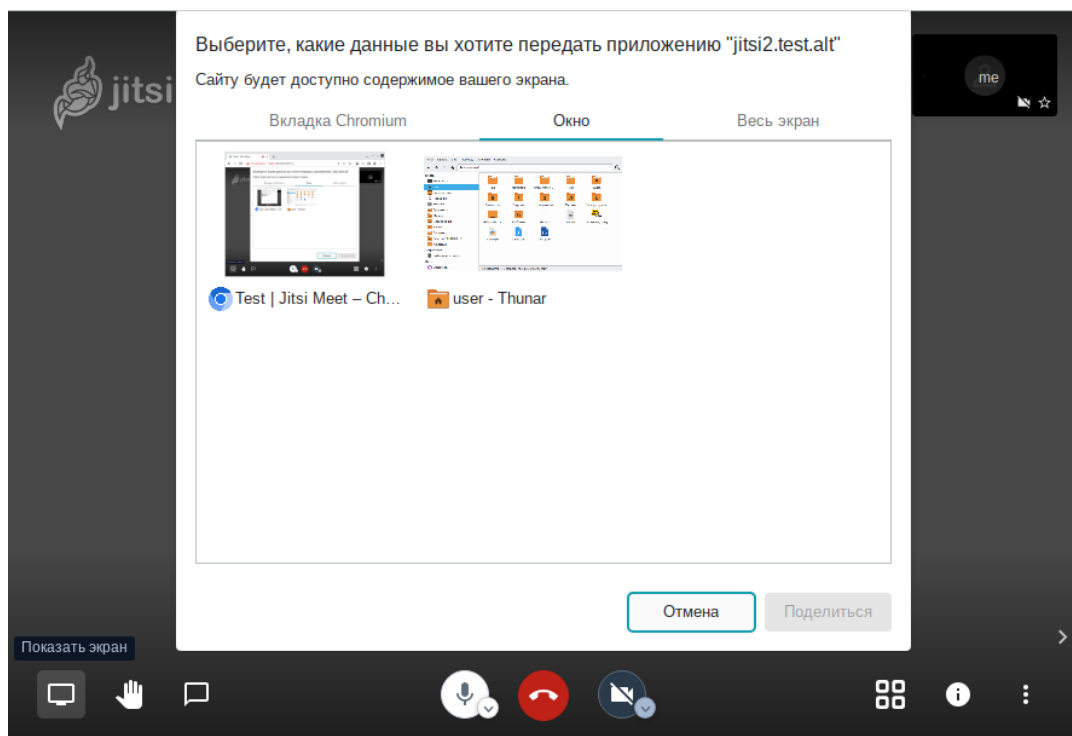 Выберите, какие данные вы хотите передать приложению "jitsi2.test.alt"
Сайту будет доступно содержимое вашего экрана.
jitsi
me
Вкладка Chromium
Окно
Весь экран
Test | Jitsi Meet – Ch...
user - Thunar
Отмена
Поделиться
Показать экран